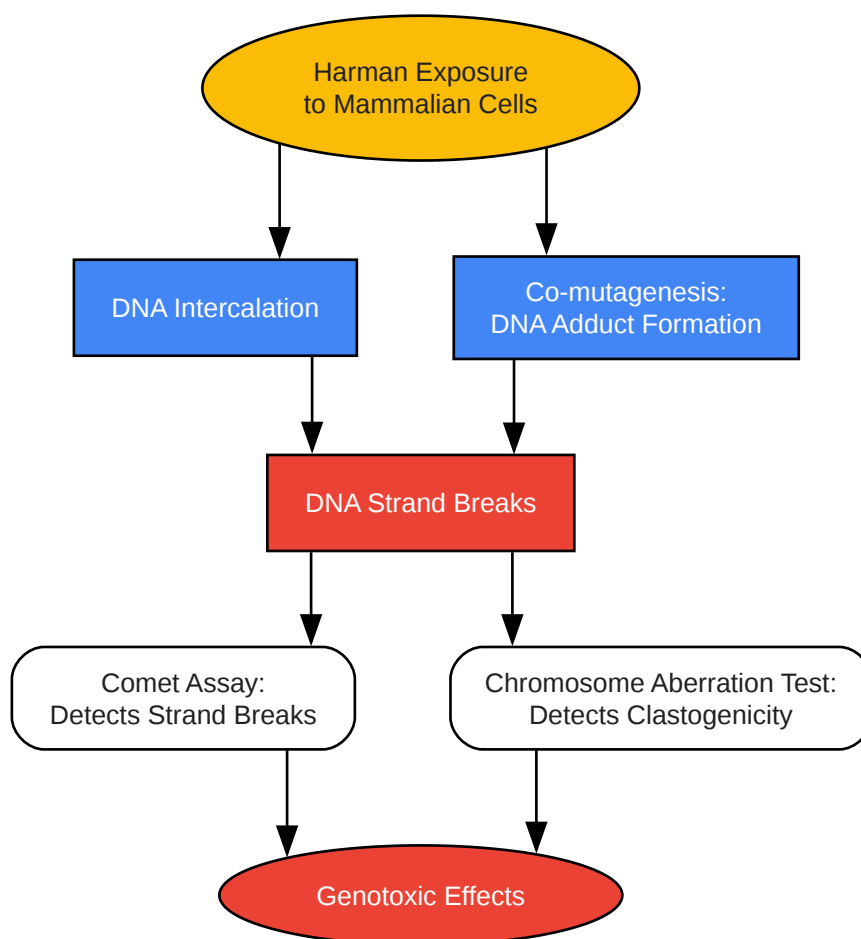 Harman Exposure
to Mammalian Cells
DNA Intercalation
Co-mutagenesis:
DNA Adduct Formation
DNA Strand Breaks
Comet Assay:
Detects Strand Breaks
Chromosome Aberration Test:
Detects Clastogenicity
Genotoxic Effects